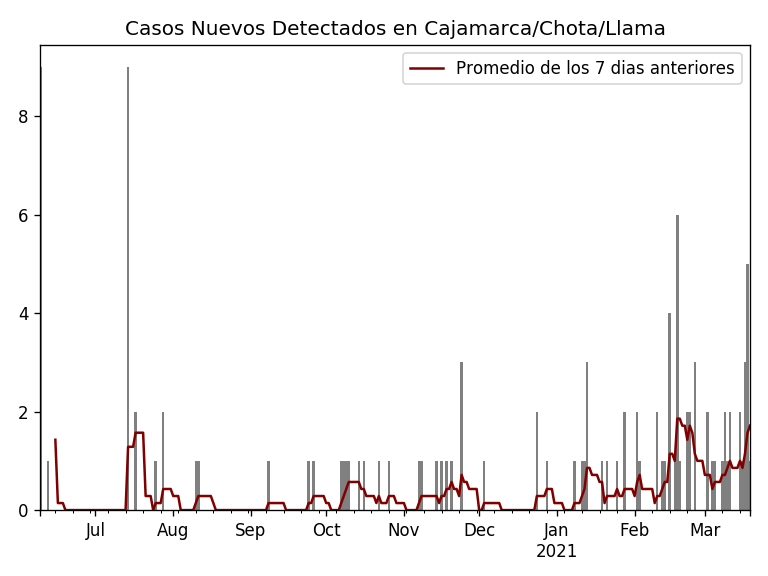 Casos Nuevos Detectados en Cajamarca/Chota/Llama
Promedio de los 7 dias anteriores
8
6
4
2
0
Jul Aug Sep Oct Nov Dec Jan Feb Mar
2021